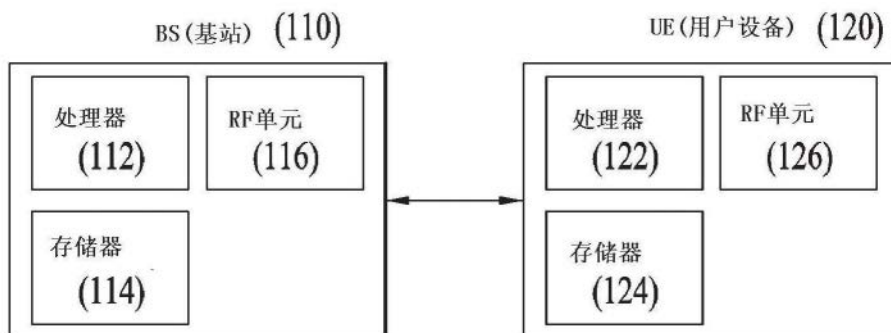 BS(基站) (110)
处理器
(112)
RF单元
(116)
存储器
(114)
UE(用户设备) (120)
处理器
(122)
RF单元
(126)
存储器
(124)